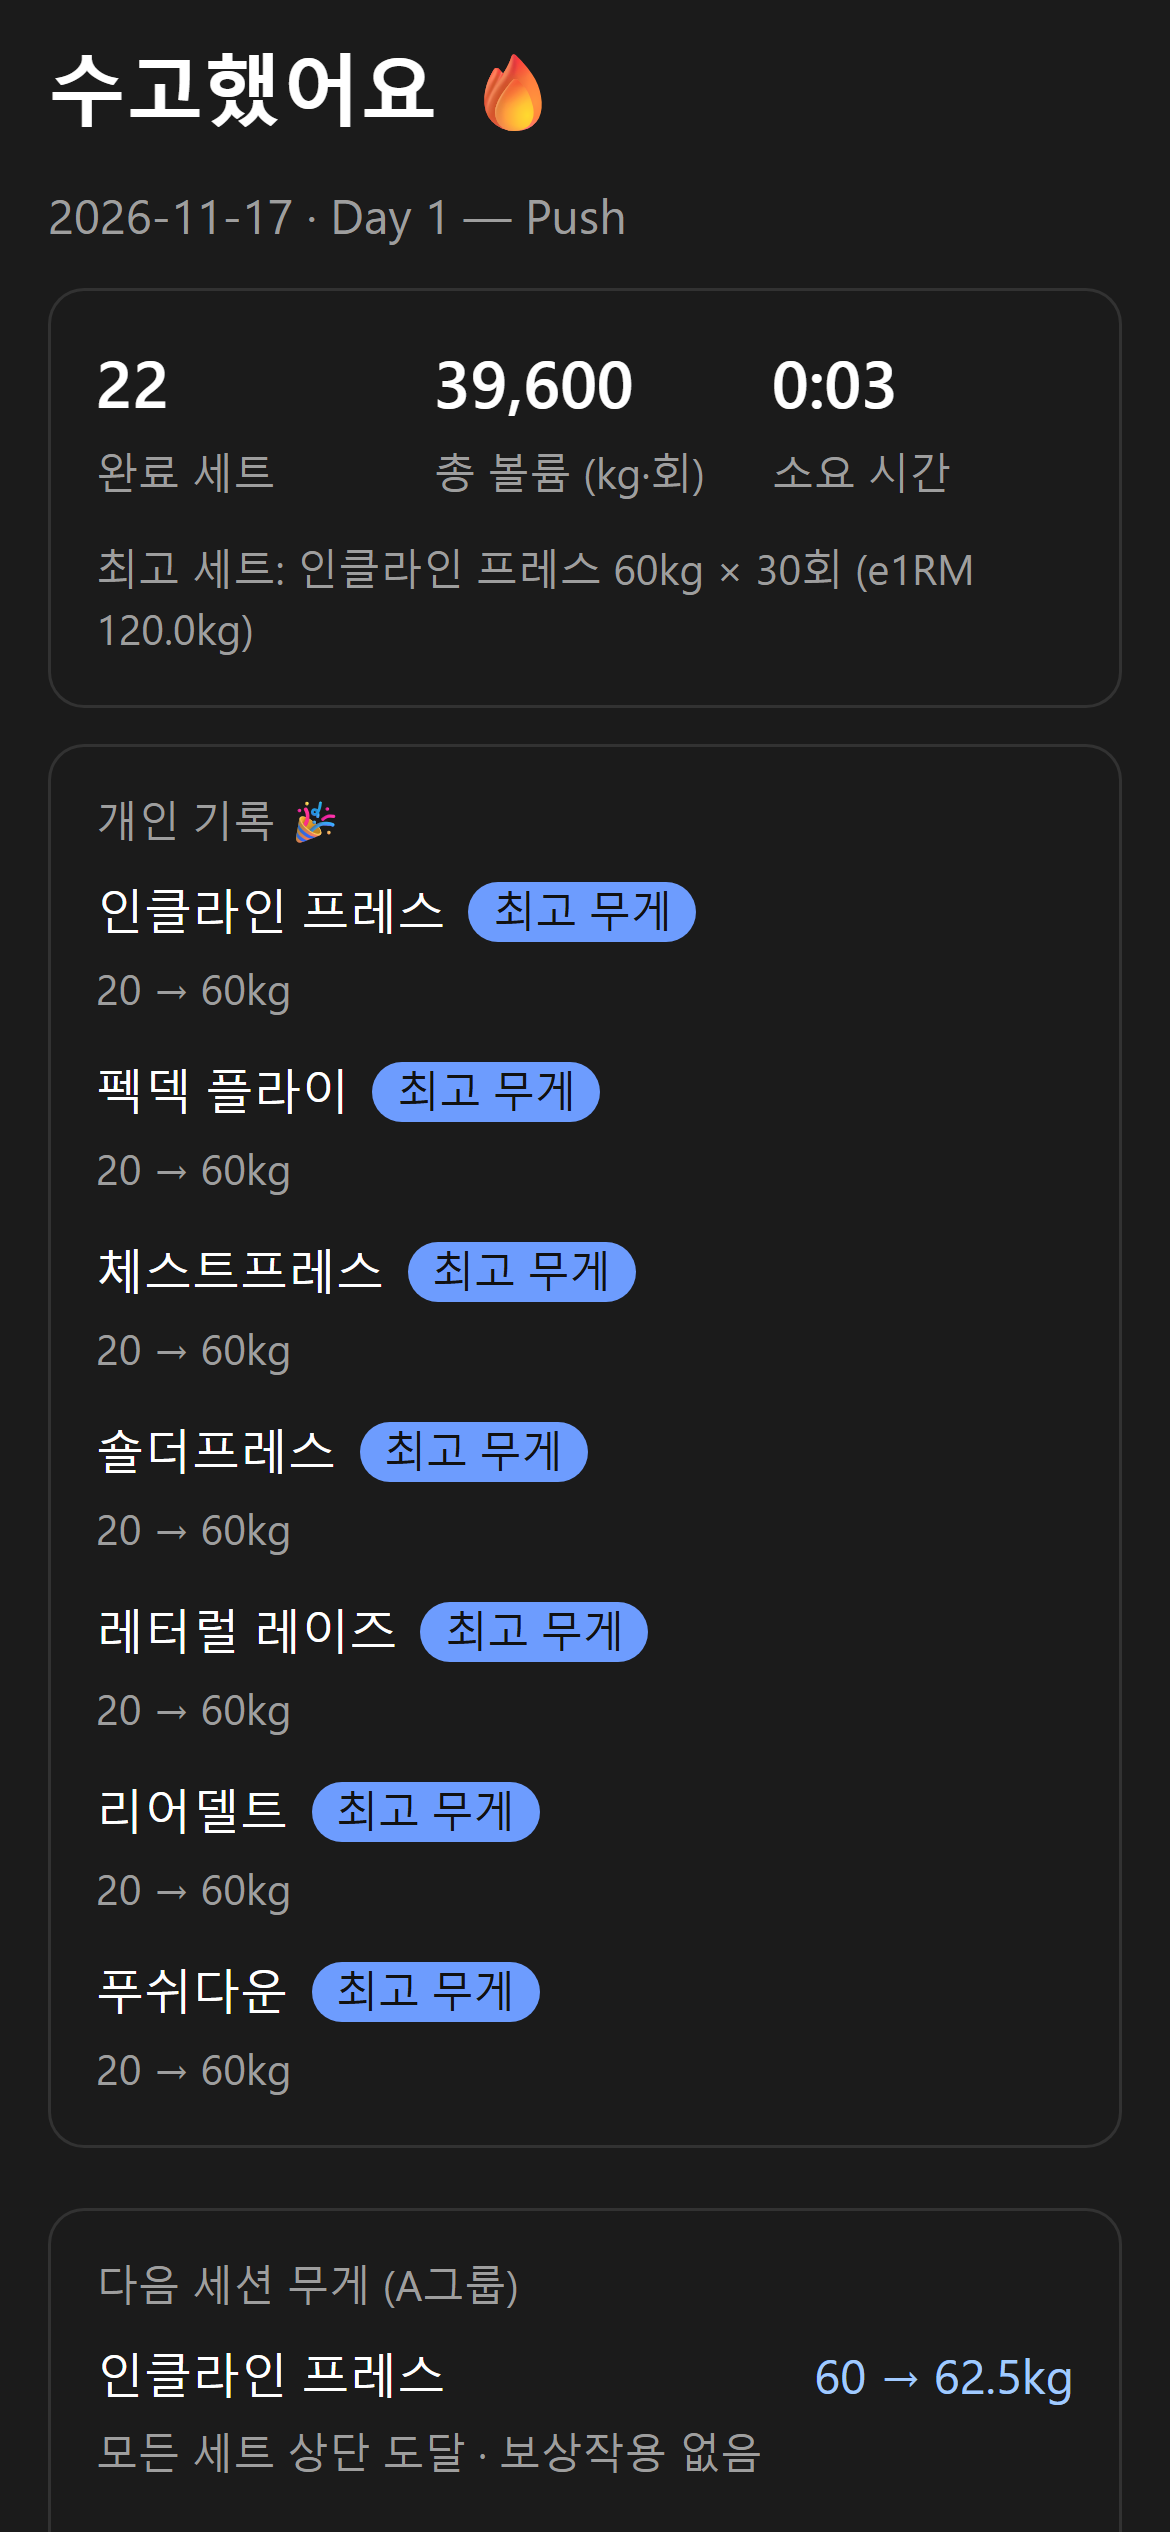 수고했어요 🔥
2026-11-17 · Day 1 — Push
22
39,600
0:03
완료 세트
총 볼륨 (kg·회)
소요 시간
최고 세트: 인클라인 프레스 60kg × 30회 (e1RM
120.0kg)
개인 기록 🎉
인클라인 프레스 최고 무게
20 → 60kg
펙덱 플라이 최고 무게
20 → 60kg
체스트프레스 최고 무게
20 → 60kg
숄더프레스 최고 무게
20 → 60kg
레터럴 레이즈 최고 무게
20 → 60kg
리어델트 최고 무게
20 → 60kg
푸쉬다운 최고 무게
20 → 60kg
다음 세션 무게 (A그룹)
인클라인 프레스 60 → 62.5kg
모든 세트 상단 도달 · 보상작용 없음